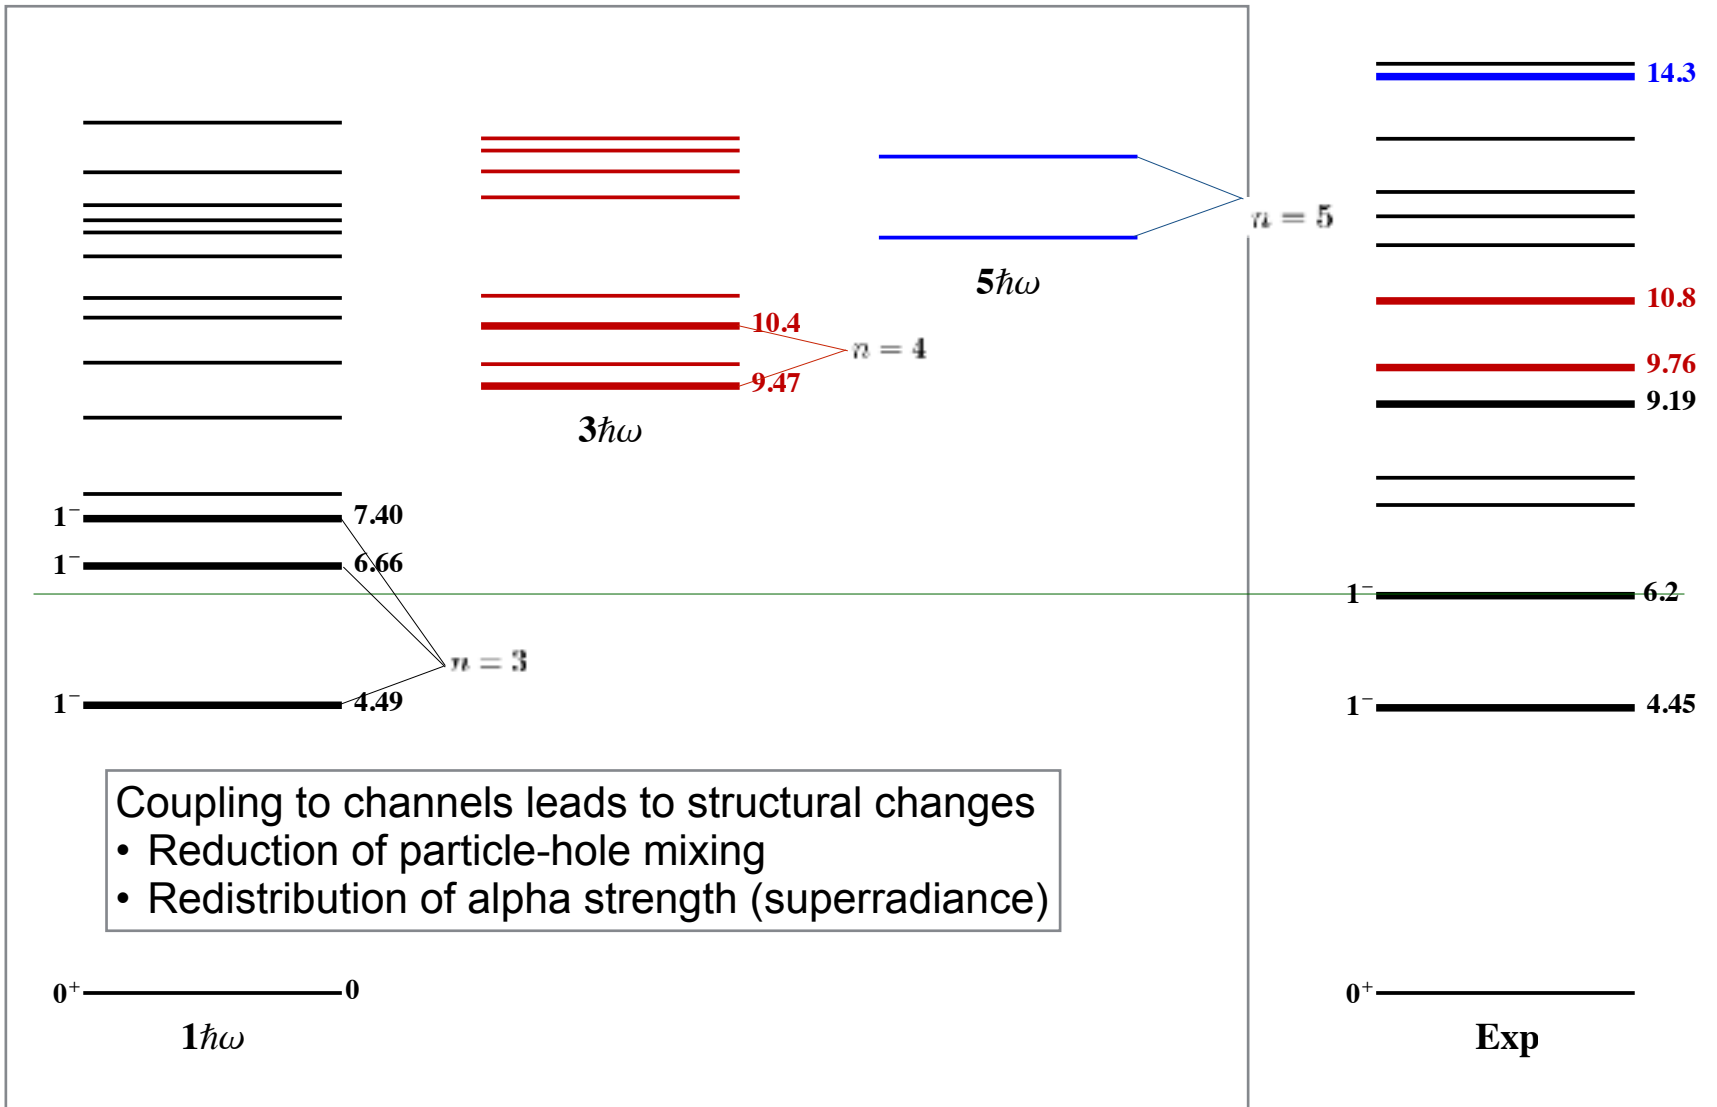 14.3
n = 5
5ħω
10.8
10.4
n = 4
9.76
9.47
9.19
3ħω
1⁻ 7.40
1⁻ 6.66
1⁻ 6.2
n = 3
1⁻ 4.49
1⁻ 4.45
Coupling to channels leads to structural changes
• Reduction of particle-hole mixing
• Redistribution of alpha strength (superradiance)
0⁺ 0
0⁺
1ħω
Exp